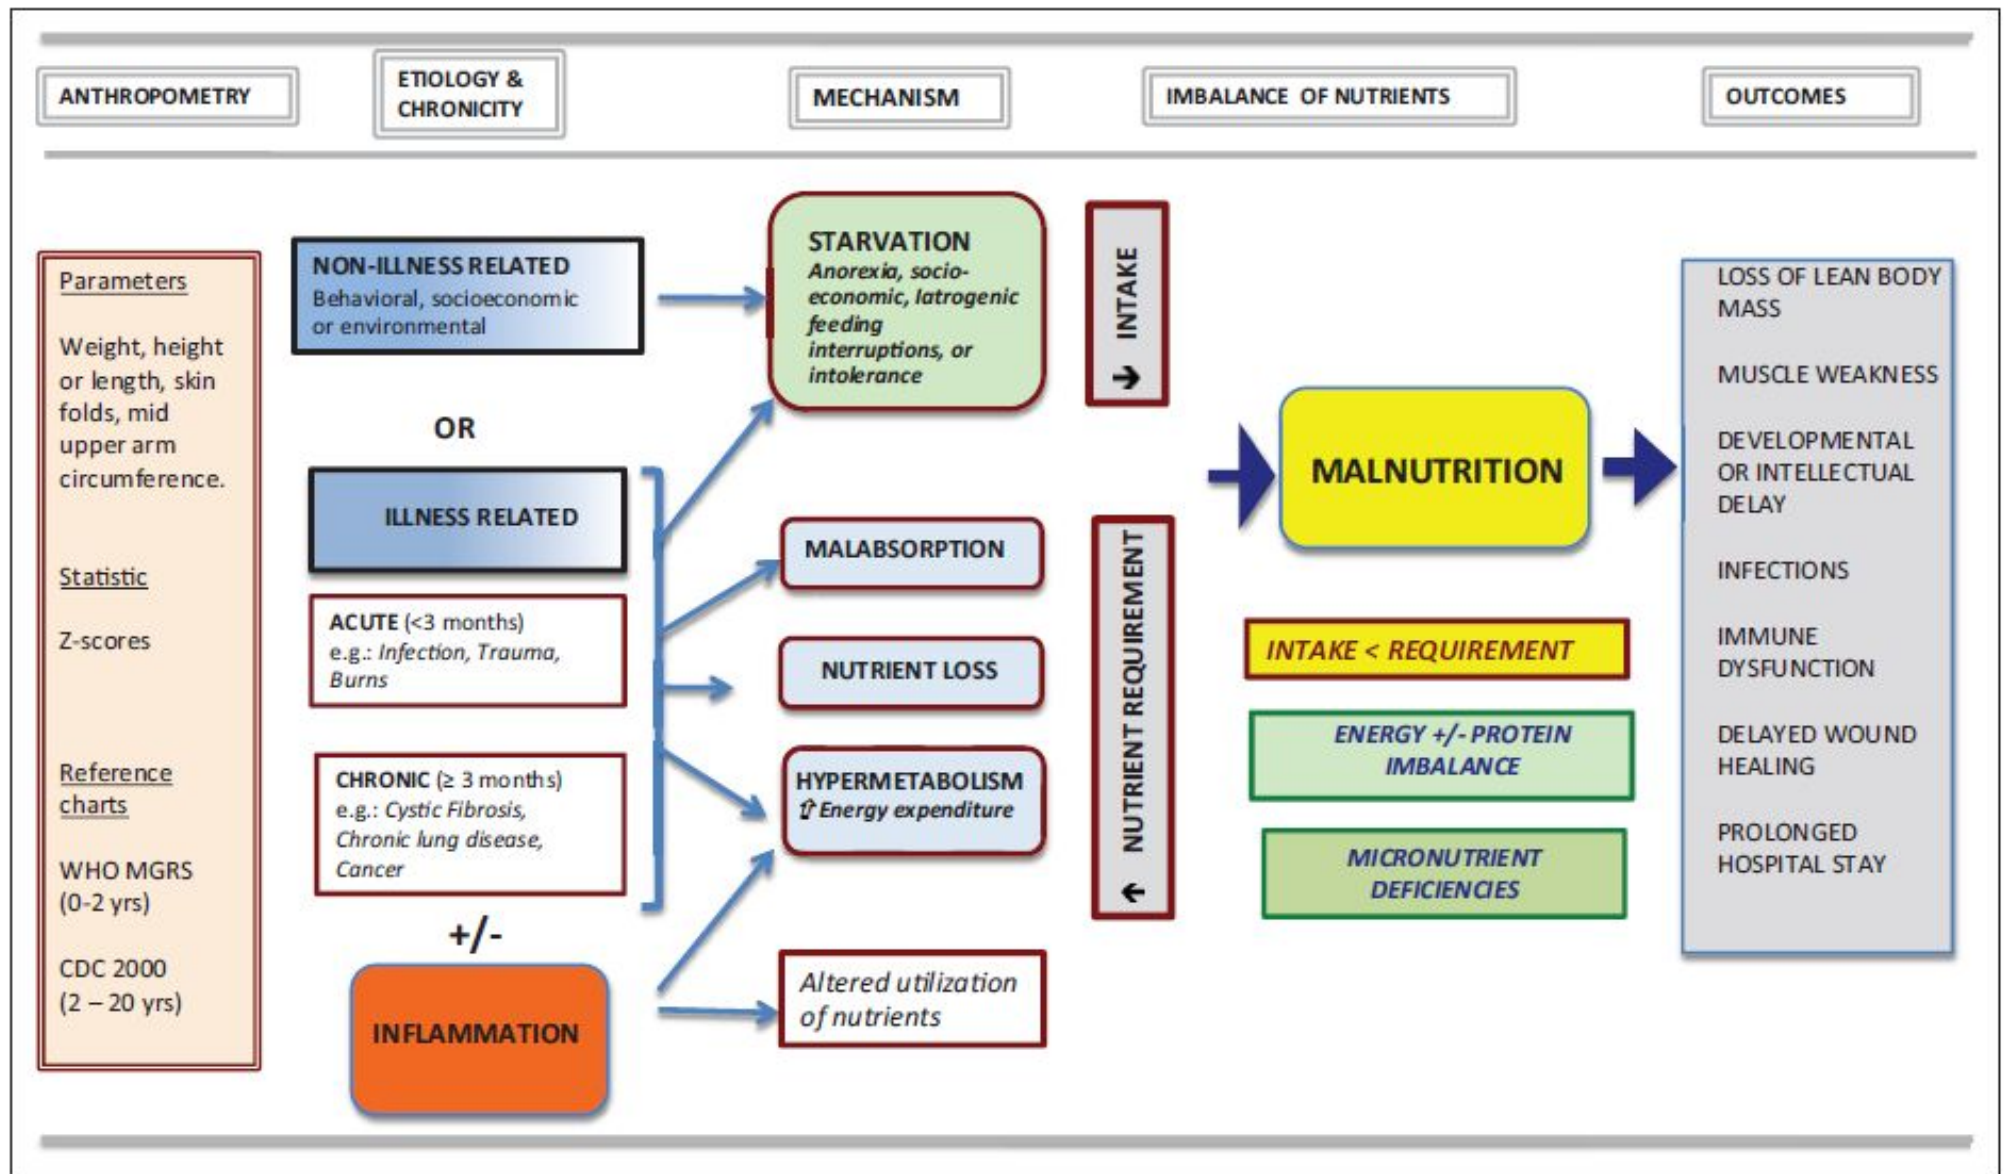 ANTHROPOMETRY
ETIOLOGY &
CHRONICITY
MECHANISM
IMBALANCE OF NUTRIENTS
OUTCOMES
Parameters
Weight, height
or length, skin
folds, mid
upper arm
circumference.
Statistic
Z-scores
Reference
charts
WHO MGRS
(0-2 yrs)
CDC 2000
(2 – 20 yrs)
NON-ILLNESS RELATED
Behavioral, socioeconomic
or environmental
OR
ILLNESS RELATED
ACUTE (<3 months)
e.g.: Infection, Trauma,
Burns
CHRONIC (≥ 3 months)
e.g.: Cystic Fibrosis,
Chronic lung disease,
Cancer
+/-
INFLAMMATION
STARVATION
Anorexia, socio-
economic, Iatrogenic
feeding
interruptions, or
intolerance
MALABSORPTION
NUTRIENT LOSS
HYPERMETABOLISM
⇧ Energy expenditure
Altered utilization
of nutrients
→ INTAKE
← NUTRIENT REQUIREMENT
MALNUTRITION
INTAKE < REQUIREMENT
ENERGY +/- PROTEIN
IMBALANCE
MICRONUTRIENT
DEFICIENCIES
LOSS OF LEAN BODY
MASS
MUSCLE WEAKNESS
DEVELOPMENTAL
OR INTELLECTUAL
DELAY
INFECTIONS
IMMUNE
DYSFUNCTION
DELAYED WOUND
HEALING
PROLONGED
HOSPITAL STAY